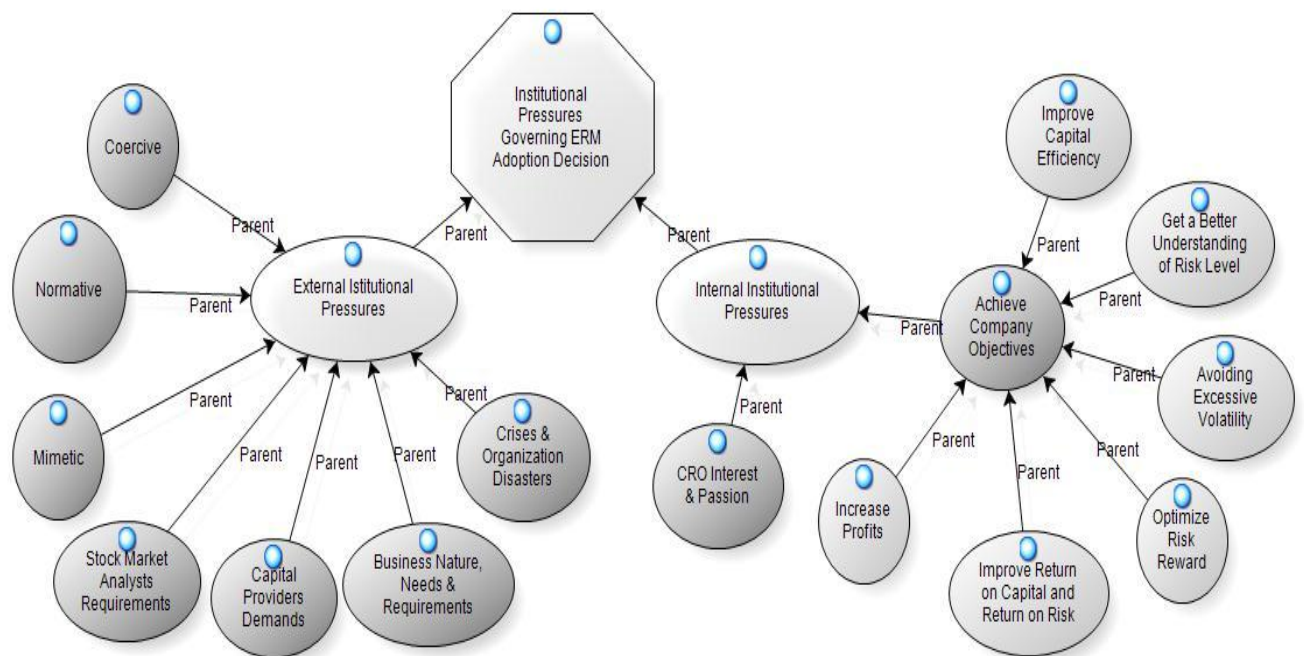 Institutional
Pressures
Governing ERM
Adoption Decision
Coercive
Improve
Capital
Efficiency
Parent
Get a Better
Understanding
of Risk Level
Normative
Parent
Parent
Parent
Parent
External Istitutional
Pressures
Internal Institutional
Pressures
Achieve
Company
Objectives
Parent
Parent
Parent
Parent
Avoiding
Excessive
Volatility
Mimetic
Parent
Parent
Parent
Parent
Parent
Crises &
Organization
Disasters
Parent
CRO Interest
& Passion
Parent
Parent
Parent
Increase
Profits
Optimize
Risk
Reward
Stock Market
Analysts
Requirements
Capital
Providers
Demands
Business Nature,
Needs &
Requirements
Improve Return
on Capital and
Return on Risk